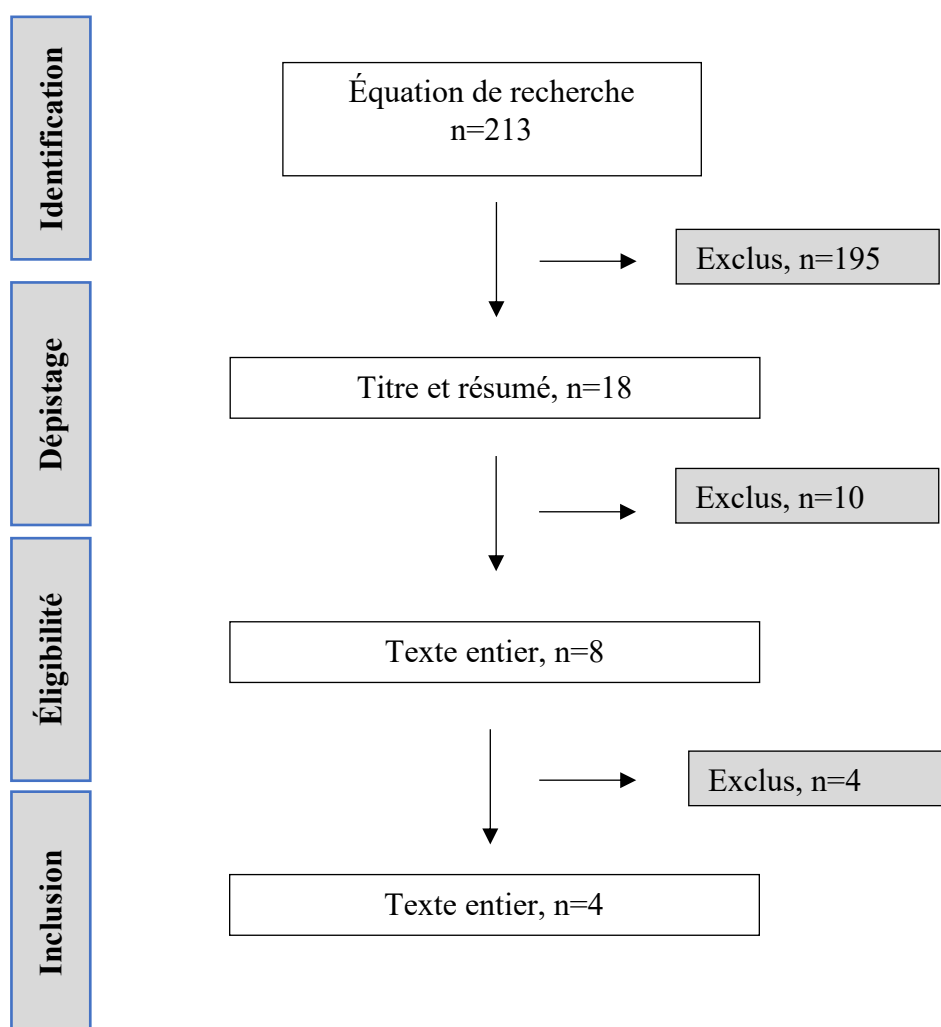 Identification
Équation de recherche
n=213
Exclus, n=195
Dépistage
Titre et résumé, n=18
Exclus, n=10
Éligibilité
Texte entier, n=8
Exclus, n=4
Inclusion
Texte entier, n=4